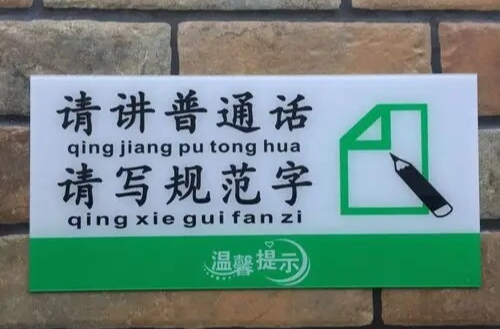 请讲普通话
qing jiang pu tong hua
请写规范字
qing xie gui fan zi
温馨提示